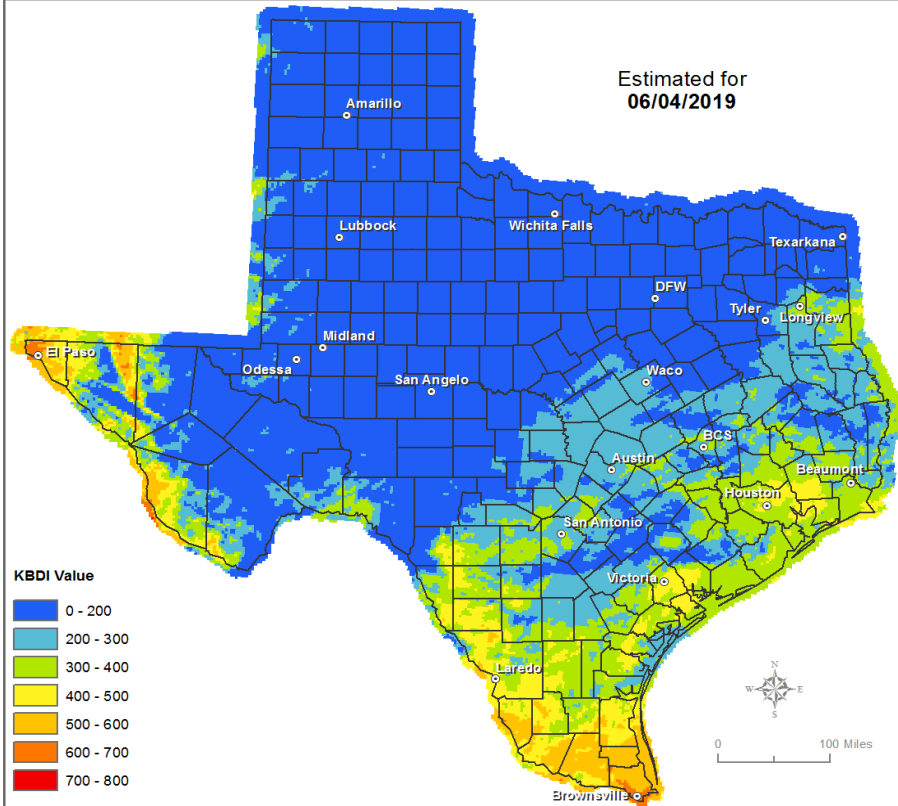 Estimated for
06/04/2019
Amarillo
Lubbock
Wichita Falls
Texarkana
DFW
Tyler
Longview
El Paso
Midland
Odessa
San Angelo
Waco
BCS
Austin
Beaumont
Houston
San Antonio
Victoria
Laredo
Brownsville
KBDI Value
0 - 200
200 - 300
300 - 400
400 - 500
500 - 600
600 - 700
700 - 800
N
W E
S
0 100 Miles